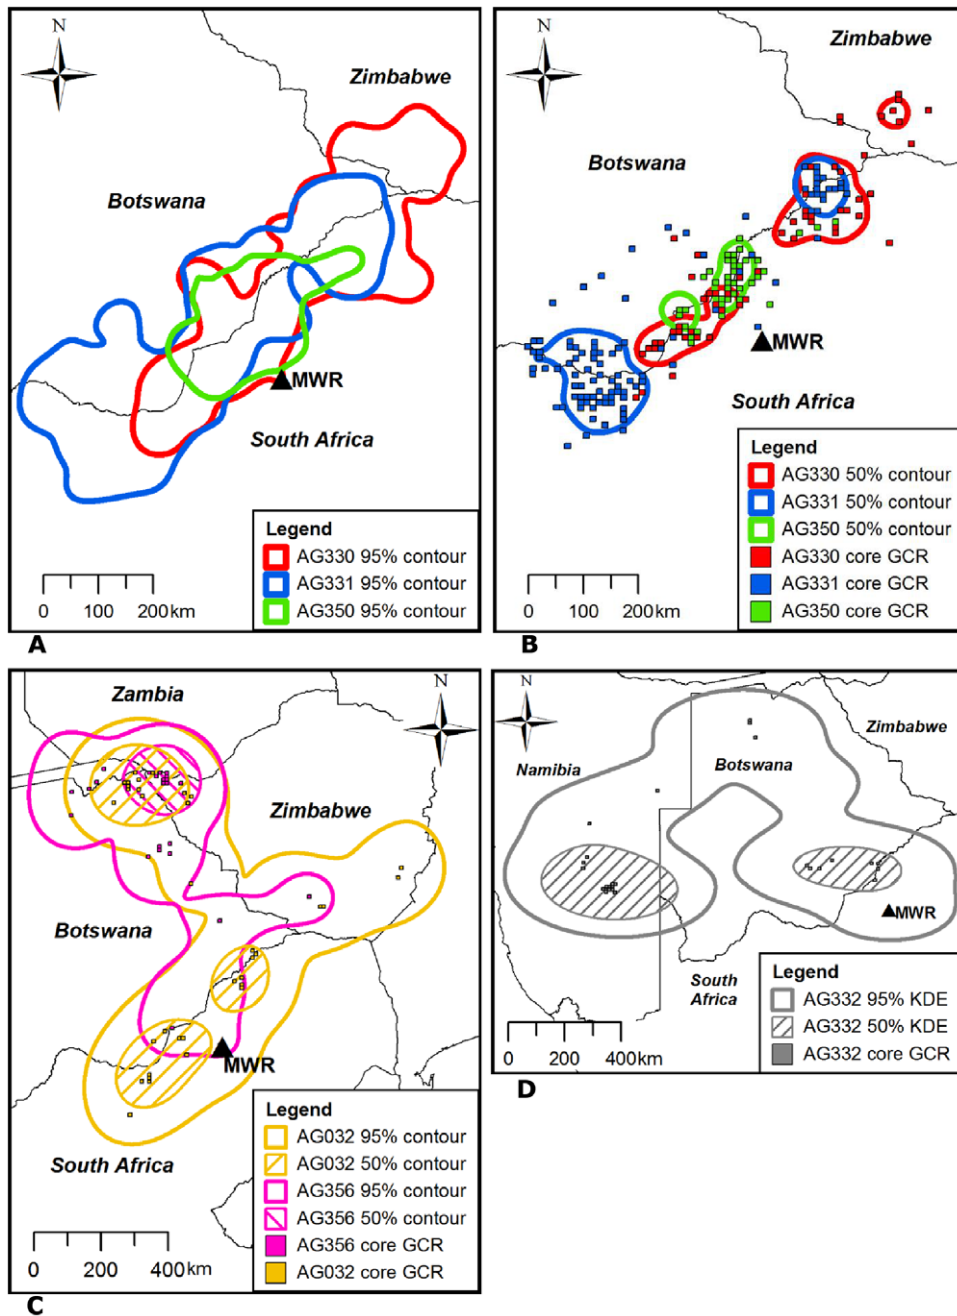 N
Zimbabwe
Botswana
MWR
South Africa
Legend
AG330 95% contour
AG331 95% contour
AG350 95% contour
0 100 200km
A
N
Zimbabwe
Botswana
MWR
South Africa
Legend
AG330 50% contour
AG331 50% contour
AG350 50% contour
AG330 core GCR
AG331 core GCR
AG350 core GCR
0 100 200km
B
N
Zambia
Zimbabwe
Botswana
MWR
South Africa
Legend
AG032 95% contour
AG032 50% contour
AG356 95% contour
AG356 50% contour
AG356 core GCR
AG032 core GCR
0 200 400km
C
N
Zimbabwe
Namibia
Botswana
MWR
South
Africa
Legend
AG332 95% KDE
AG332 50% KDE
AG332 core GCR
0 200 400km
D